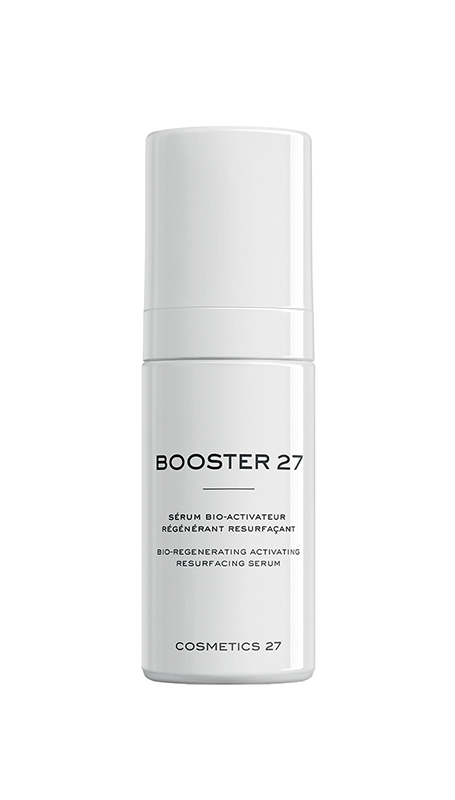 BOOSTER 27
SÉRUM BIO-ACTIVATEUR
RÉGÉNÉRANT RESURFAÇANT
BIO-REGENERATING ACTIVATING
RESURFACING SERUM
COSMETICS 27